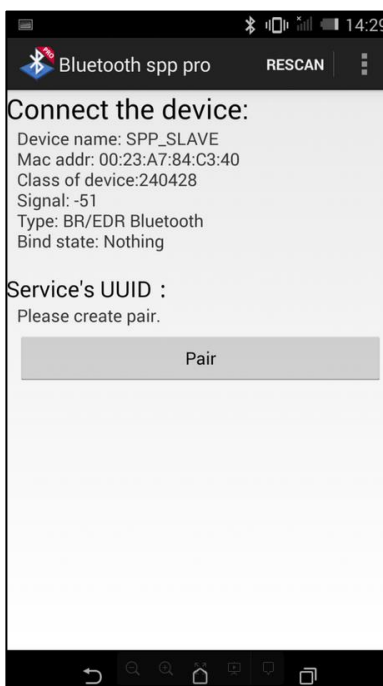 14:29
PRO
Bluetooth spp pro
RESCAN
Connect the device:
Device name: SPP_SLAVE
Mac addr: 00:23:A7:84:C3:40
Class of device:240428
Signal: -51
Type: BR/EDR Bluetooth
Bind state: Nothing
Service's UUID :
Please create pair.
Pair